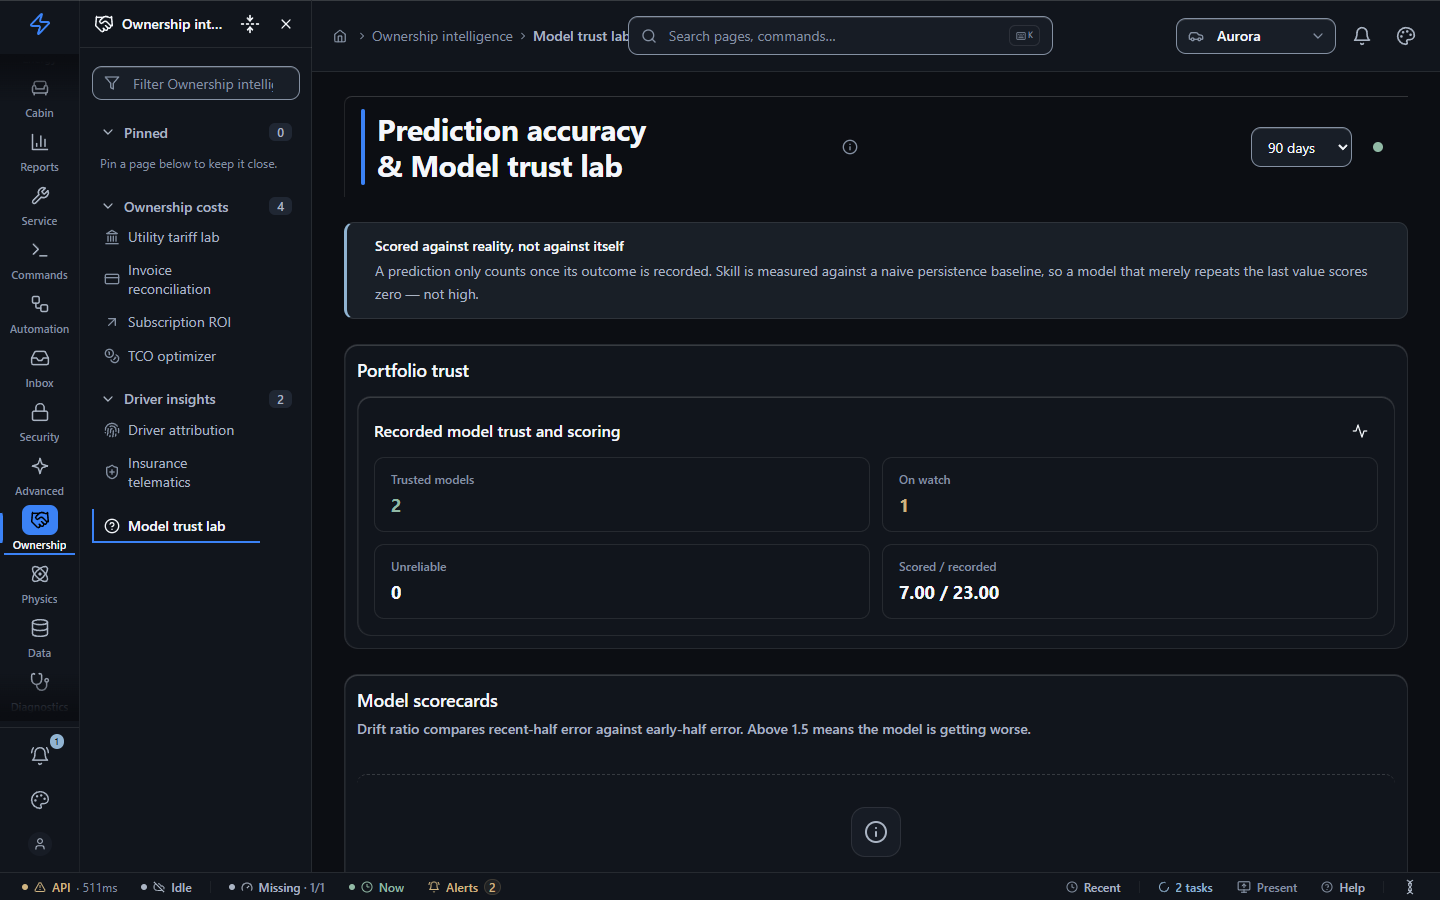 Ownership int...
Ownership intelligence
Model trust lab
Search pages, commands...
K
Aurora
Cabin
Reports
Service
Commands
Automation
Inbox
Security
Advanced
Ownership
Physics
Data
Diagnostics
1
Filter Ownership intelli
Pinned
0
Pin a page below to keep it close.
Ownership costs
4
Utility tariff lab
Invoice
reconciliation
Subscription ROI
TCO optimizer
Driver insights
2
Driver attribution
Insurance
telematics
Model trust lab
Prediction accuracy
& Model trust lab
90 days
Scored against reality, not against itself
A prediction only counts once its outcome is recorded. Skill is measured against a naive persistence baseline, so a model that merely repeats the last value scores
zero — not high.
Portfolio trust
Recorded model trust and scoring
Trusted models
2
On watch
1
Unreliable
0
Scored / recorded
7.00 / 23.00
Model scorecards
Drift ratio compares recent-half error against early-half error. Above 1.5 means the model is getting worse.
API · 511ms
Idle
Missing · 1/1
Now
Alerts 2
Recent
2 tasks
Present
Help